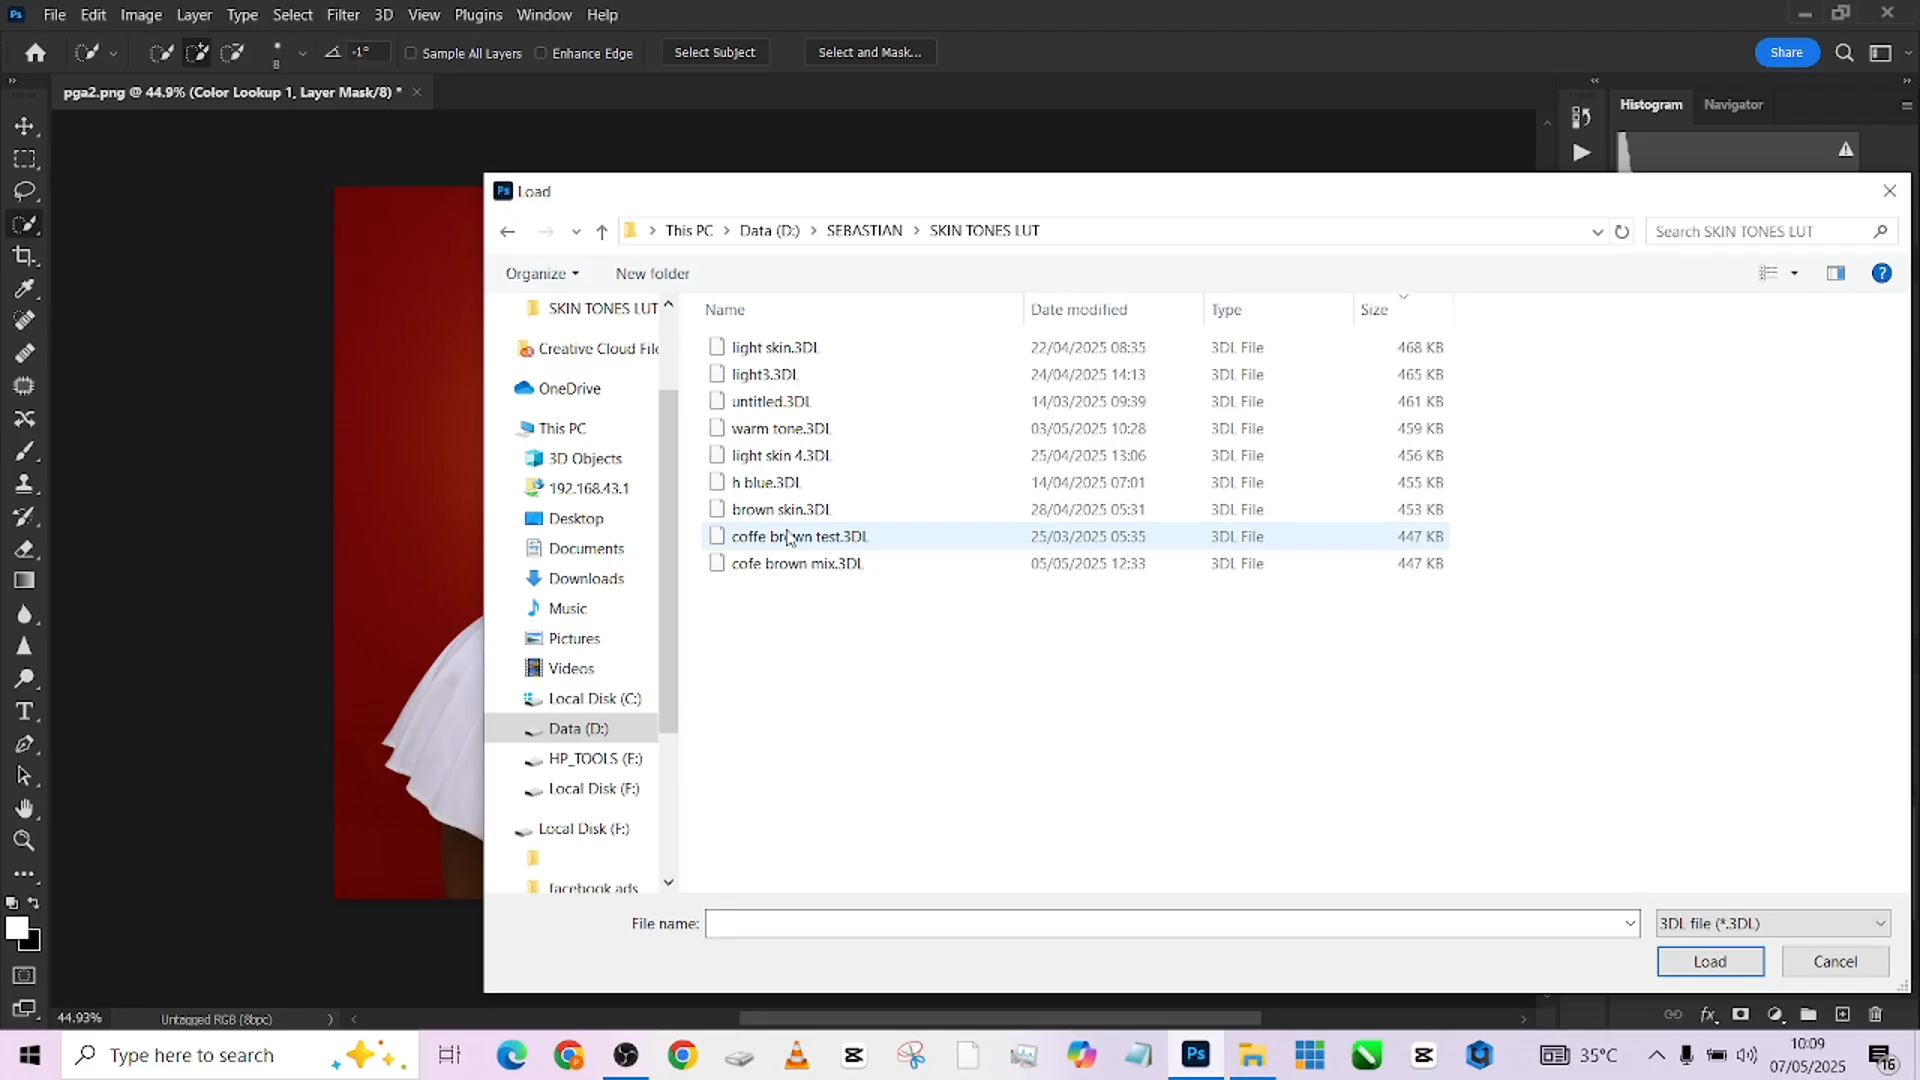 Ps File Edit Image Layer Type Select Filter 3D View Plugins Window Help
8 -1° Sample All Layers Enhance Edge Select Subject Select and Mask... Share
pga2.png @ 44.9% (Color Lookup 1, Layer Mask/8) * ×
Histogram Navigator
Ps Load
This PC > Data (D:) > SEBASTIAN > SKIN TONES LUT
Search SKIN TONES LUT
Organize New folder
Name Date modified Type Size
light skin.3DL 22/04/2025 08:35 3DL File 468 KB
light3.3DL 24/04/2025 14:13 3DL File 465 KB
untitled.3DL 14/03/2025 09:39 3DL File 461 KB
warm tone.3DL 03/05/2025 10:28 3DL File 459 KB
light skin 4.3DL 25/04/2025 13:06 3DL File 456 KB
h blue.3DL 14/04/2025 07:01 3DL File 455 KB
brown skin.3DL 28/04/2025 05:31 3DL File 453 KB
coffe brown test.3DL 25/03/2025 05:35 3DL File 447 KB
cofe brown mix.3DL 05/05/2025 12:33 3DL File 447 KB
SKIN TONES LUT
Creative Cloud File
OneDrive
This PC
3D Objects
192.168.43.1
Desktop
Documents
Downloads
Music
Pictures
Videos
Local Disk (C:)
Data (D:)
HP_TOOLS (E:)
Local Disk (F:)
Local Disk (F:)
facebook ads
File name:
3DL file (*.3DL)
Load Cancel
44.93% Untagged RGB (8bpc)
Type here to search
35°C
10:09
07/05/2025
16